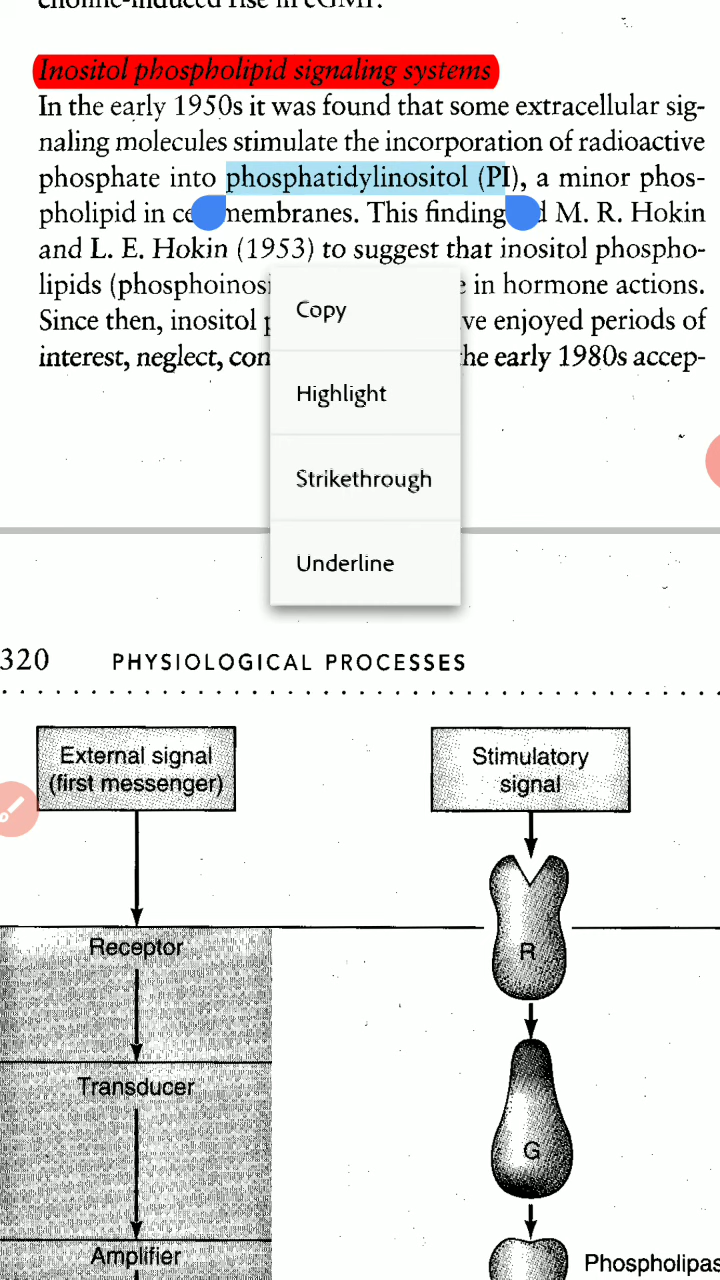 Inositol phospholipid signaling systems
In the early 1950s it was found that some extracellular sig-
naling molecules stimulate the incorporation of radioactive
phosphate into phosphatidylinositol (PI), a minor phos-
pholipid in membranes. This finding M. R. Hokin
and L. E. Hokin (1953) to suggest that inositol phospho-
lipids (phosphoinosi in hormone actions.
Since then, inositol ve enjoyed periods of
interest, neglect, con the early 1980s accep-
Copy
Highlight
Strikethrough
Underline
320 PHYSIOLOGICAL PROCESSES
External signal
(first messenger)
Receptor
Transducer
Amplifier
Stimulatory
signal
R
G
Phospholipas